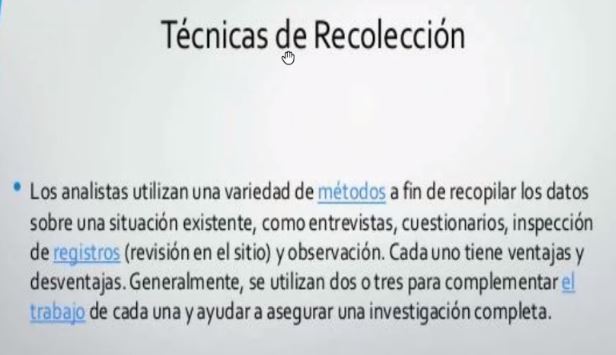 Técnicas de Recolección
Los analistas utilizan una variedad de métodos a fin de recopilar los datos
sobre una situación existente, como entrevistas, cuestionarios, inspección
de registros (revisión en el sitio) y observación. Cada uno tiene ventajas y
desventajas. Generalmente, se utilizan dos o tres para complementar el
trabajo de cada una y ayudar a asegurar una investigación completa.